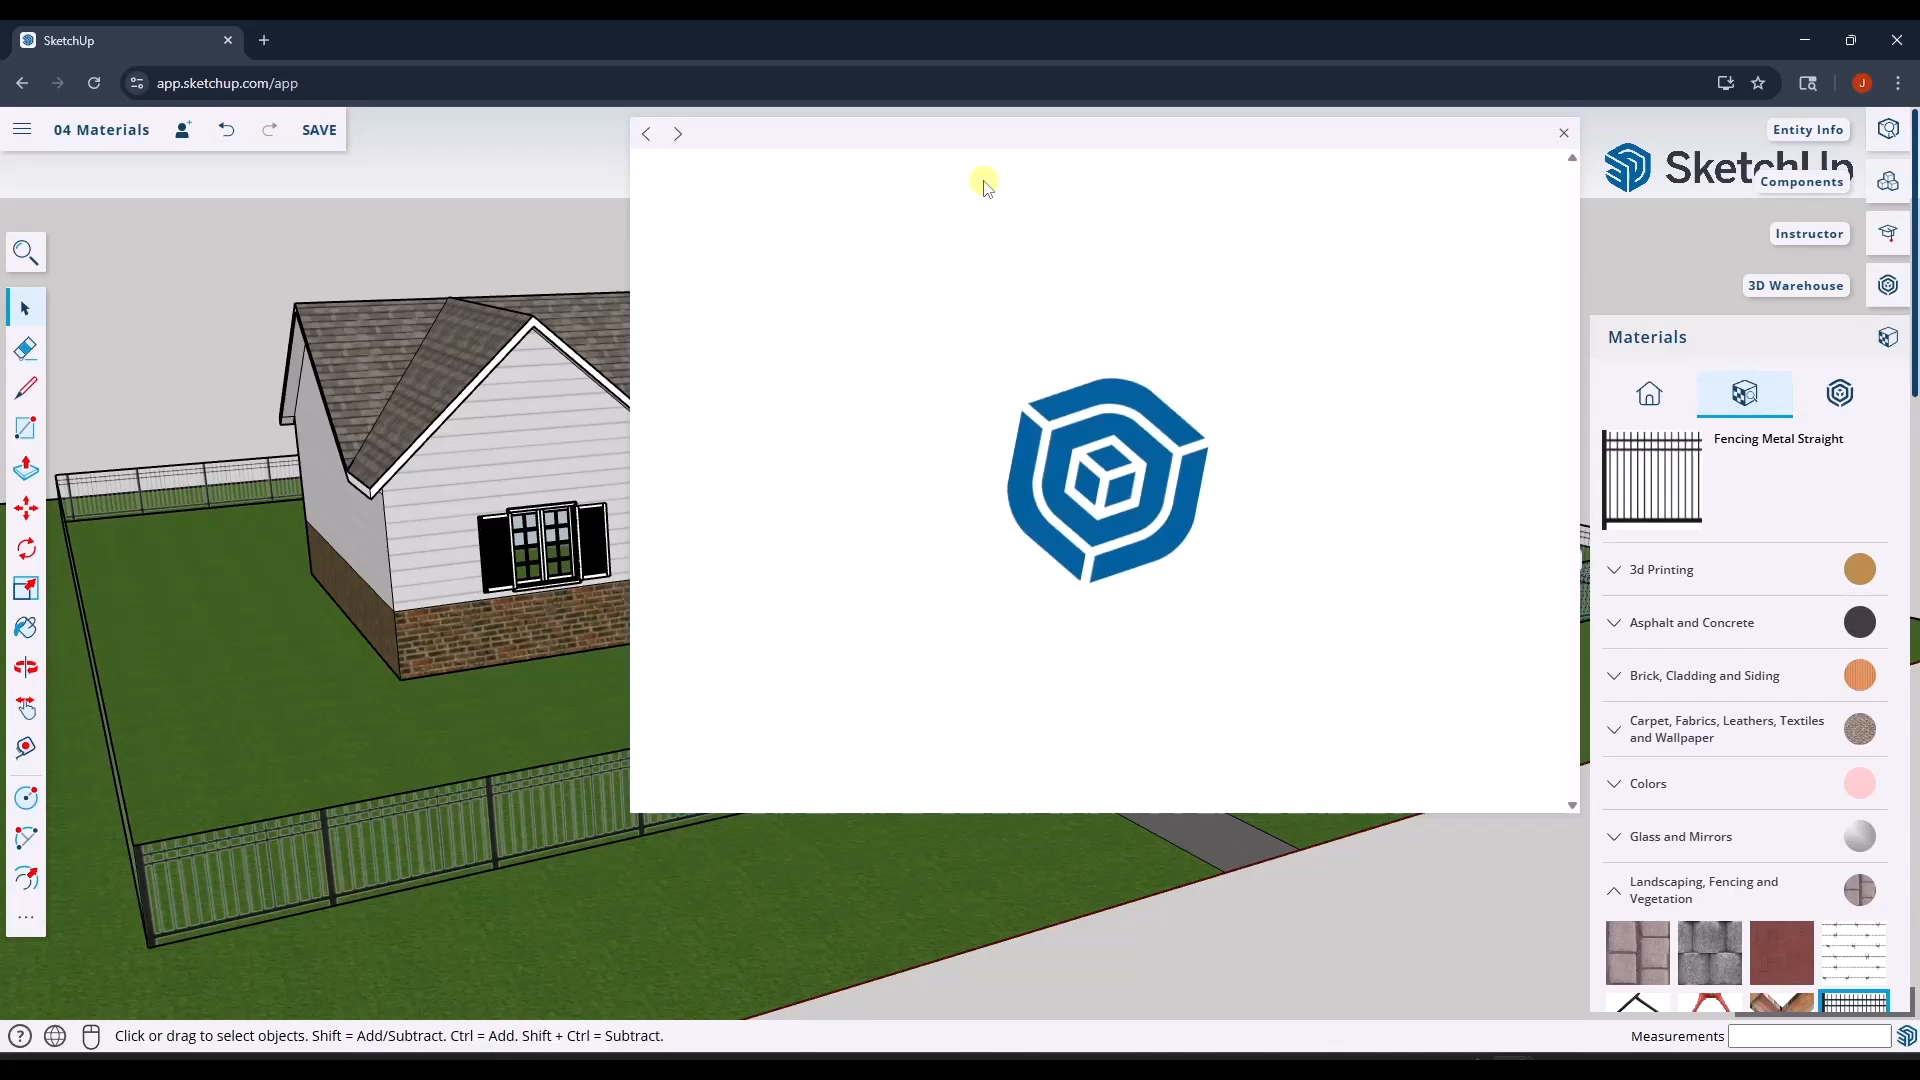 SketchUp
app.sketchup.com/app
J
04 Materials
SAVE
Entity Info
SketchUp
Components
Instructor
3D Warehouse
Materials
Fencing Metal Straight
3d Printing
Asphalt and Concrete
Brick, Cladding and Siding
Carpet, Fabrics, Leathers, Textiles
and Wallpaper
Colors
Glass and Mirrors
Landscaping, Fencing and
Vegetation
Click or drag to select objects. Shift = Add/Subtract. Ctrl = Add. Shift + Ctrl = Subtract.
Measurements